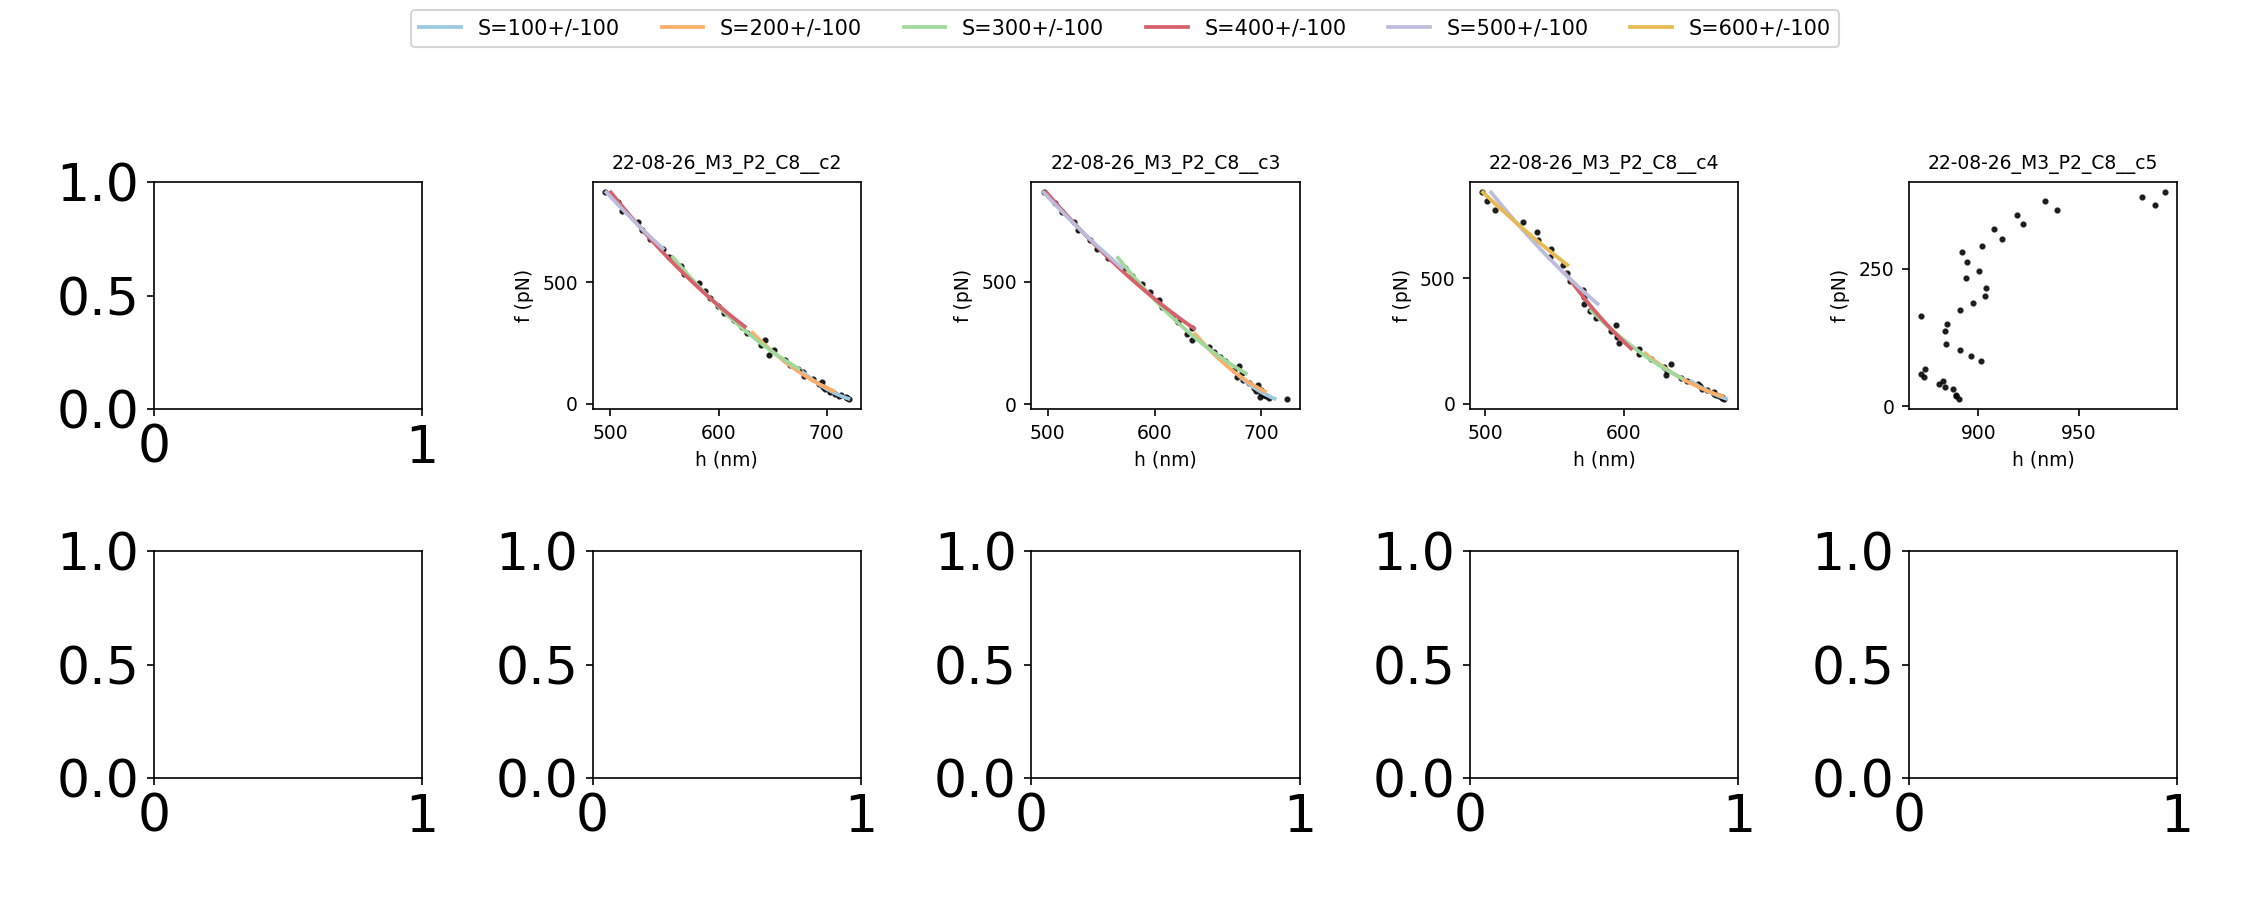 S=100+/-100 S=200+/-100 S=300+/-100 S=400+/-100 S=500+/-100 S=600+/-100
22-08-26_M3_P2_C8__c2 22-08-26_M3_P2_C8__c3 22-08-26_M3_P2_C8__c4 22-08-26_M3_P2_C8__c5
1.0
0.5
0.0
0 1
f (pN)
500
0
500 600 700
h (nm)
f (pN)
500
0
500 600 700
h (nm)
f (pN)
500
0
500 600
h (nm)
f (pN)
250
0
900 950
h (nm)
1.0 1.0 1.0 1.0 1.0
0.5 0.5 0.5 0.5 0.5
0.0 0.0 0.0 0.0 0.0
0 1 0 1 0 1 0 1 0 1